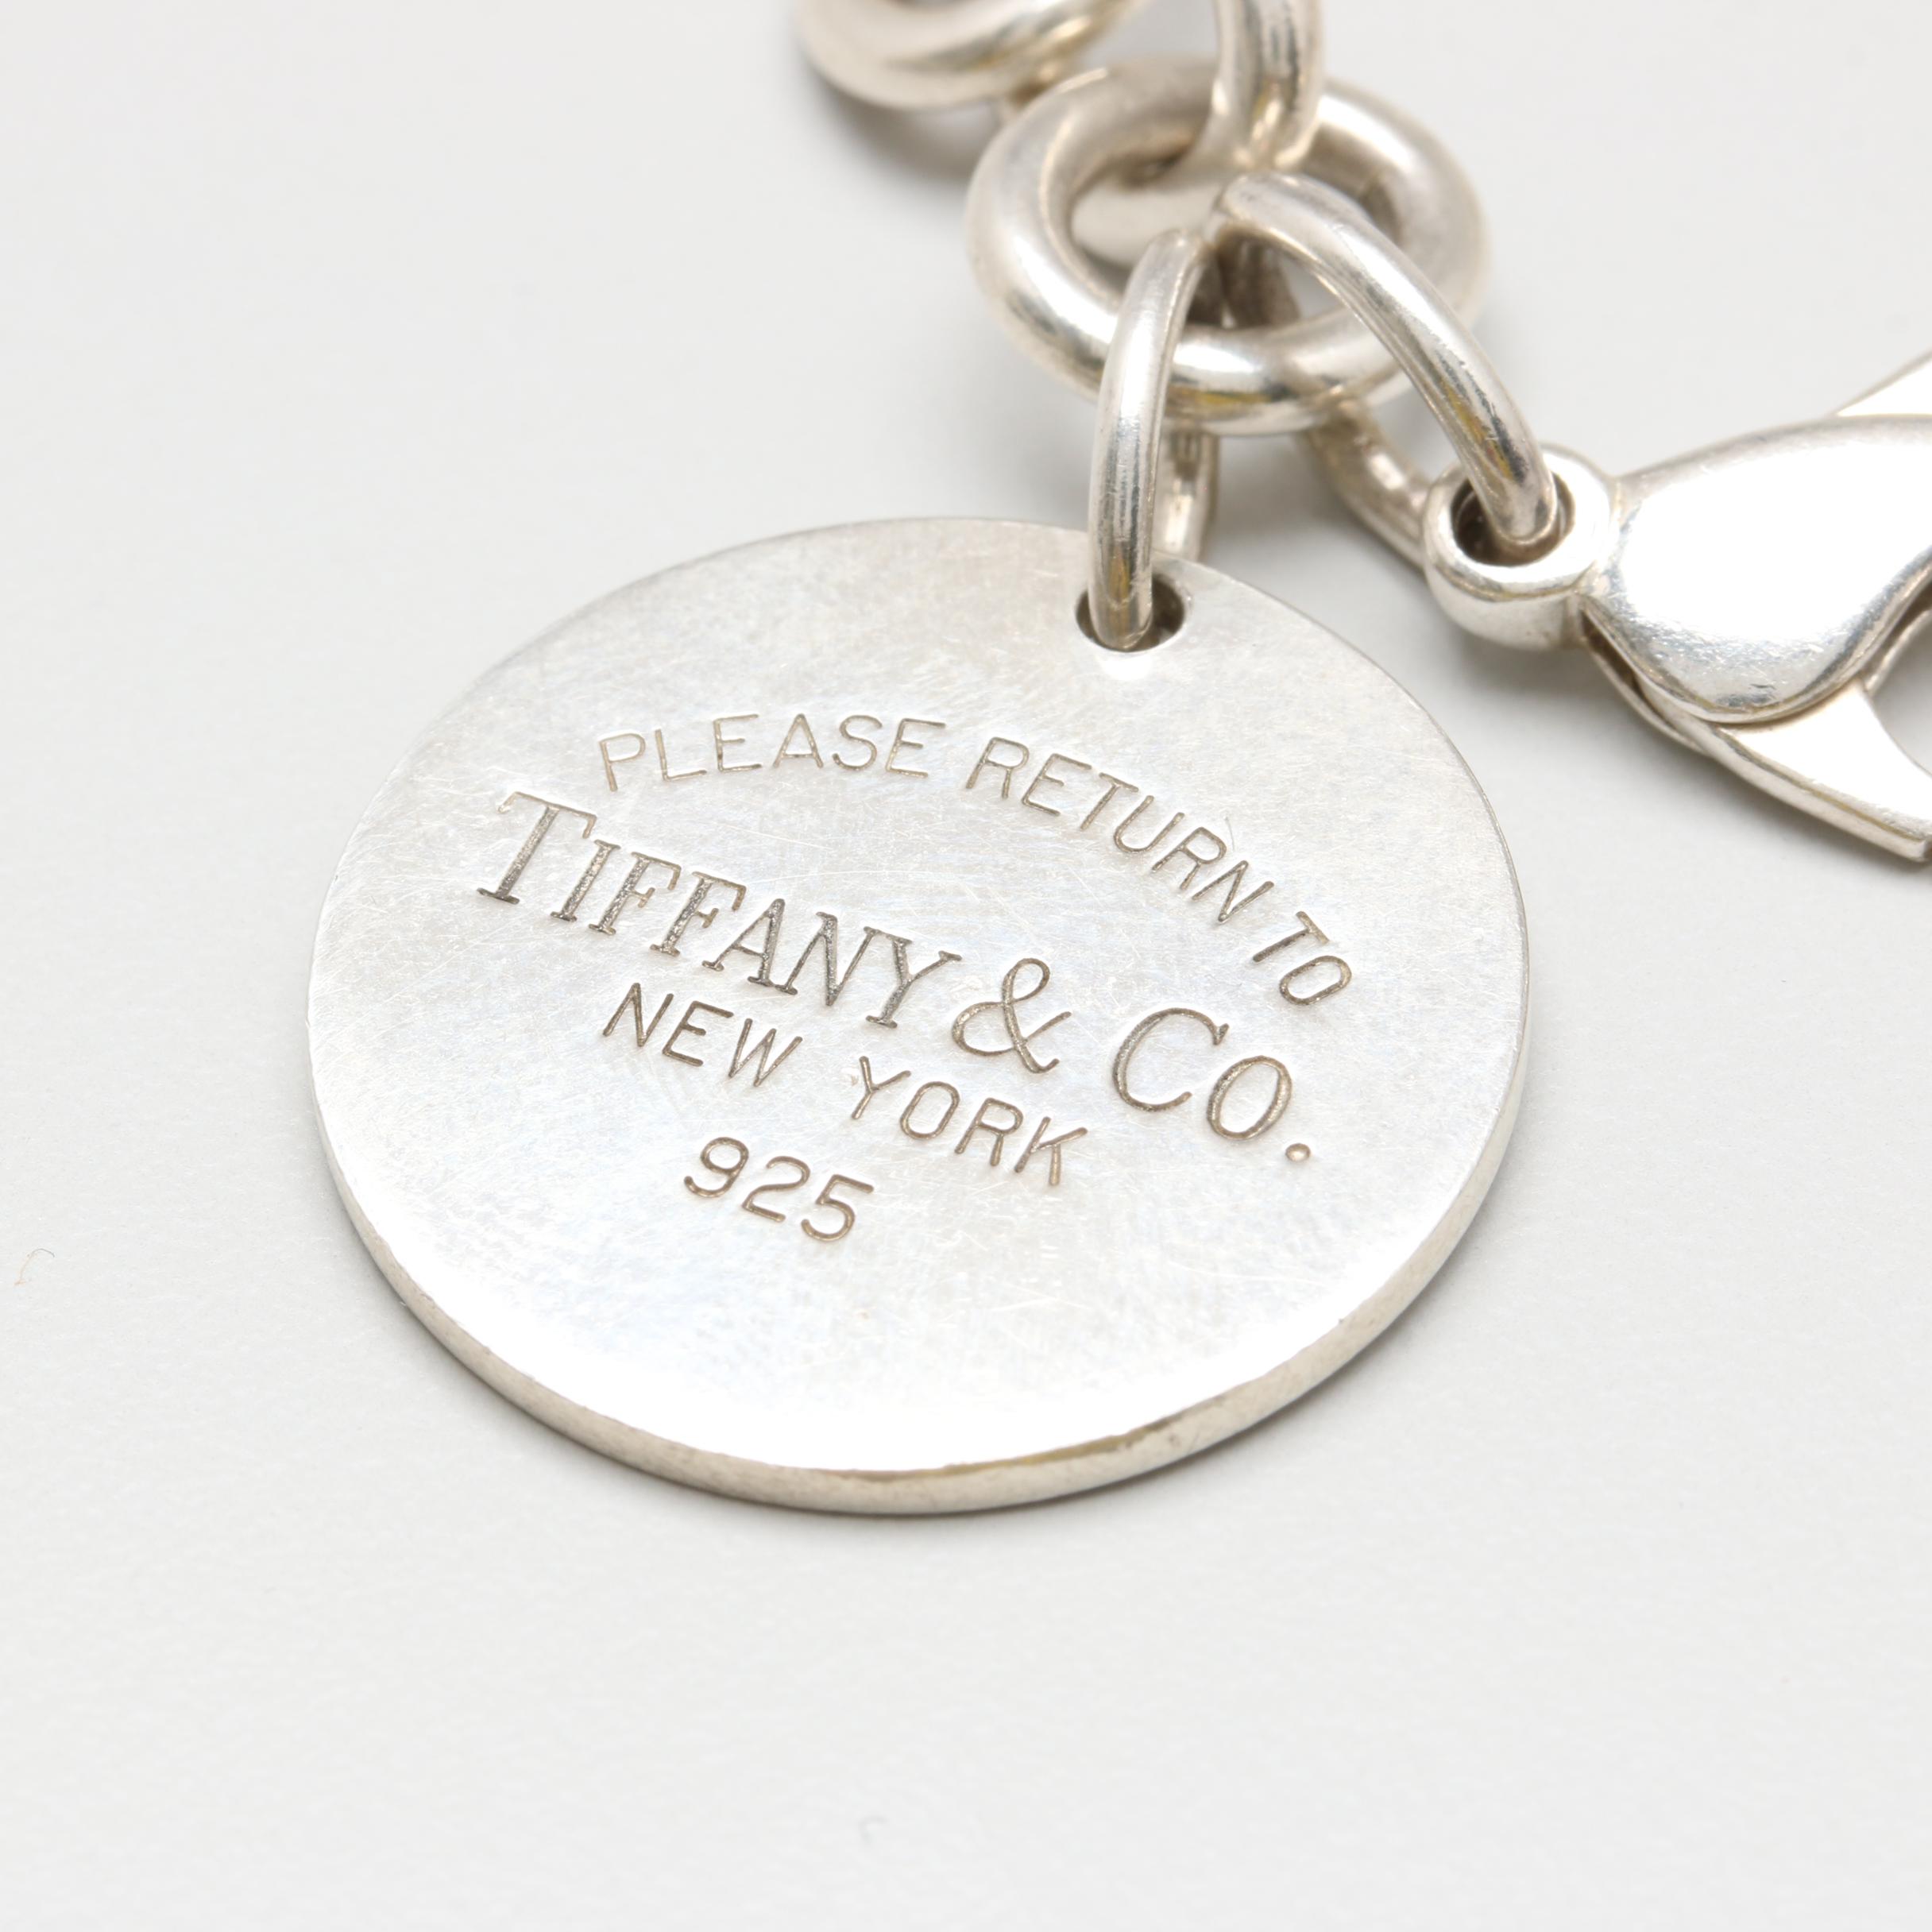 PLEASE RETURN TO
TIFFANY & CO.
NEW YORK
925